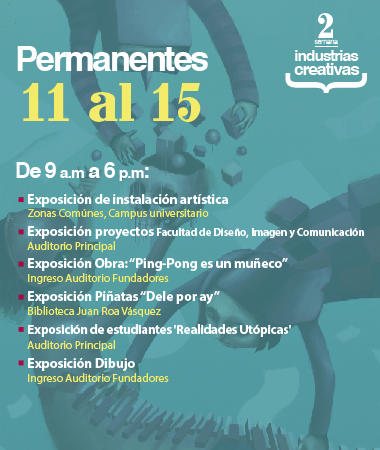 2
semana
industrias
creativas
Permanentes
11 al 15
De 9 a.m a 6 p.m:
Exposición de instalación artística
Zonas Comúnes, Campus universitario
Exposición proyectos Facultad de Diseño, Imagen y Comunicación
Auditorio Principal
Exposición Obra: “Ping-Pong es un muñeco”
Ingreso Auditorio Fundadores
Exposición Piñatas “Dele por ay”
Biblioteca Juan Roa Vásquez
Exposición de estudiantes 'Realidades Utópicas'
Auditorio Principal
Exposición Dibujo
Ingreso Auditorio Fundadores